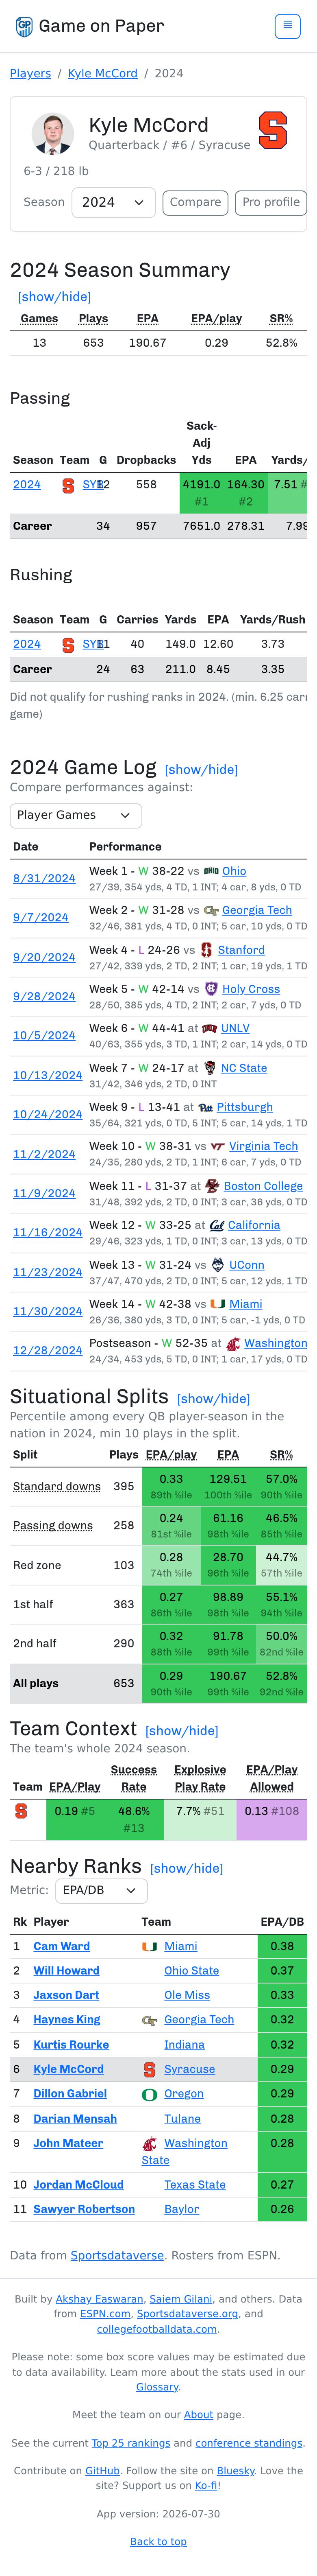 Game on Paper
Players / Kyle McCord / 2024
Kyle McCord
Quarterback / #6 / Syracuse
6-3 / 218 lb
Season 2024 Compare Pro profile
2024 Season Summary
[show/hide]
Games Plays EPA EPA/play SR%
13 653 190.67 0.29 52.8%
Passing
Sack-
Adj
Season Team G Dropbacks Yds EPA Yards/
2024 12 558 4191.0 164.30 7.51 #
#1 #2
Career 34 957 7651.0 278.31 7.99
Rushing
Season Team G Carries Yards EPA Yards/Rush
2024 11 40 149.0 12.60 3.73
Career 24 63 211.0 8.45 3.35
Did not qualify for rushing ranks in 2024. (min. 6.25
game)
2024 Game Log [show/hide]
Compare performances against:
Player Games
Date Performance
8/31/2024 Week 1 - W 38-22 vs Ohio
27/39, 354 yds, 4 TD, 1 INT; 4 car, 8 yds, 0 TD
9/7/2024 Week 2 - W 31-28 vs Georgia Tech
32/46, 381 yds, 4 TD, 0 INT; 5 car, 10 yds, 0 TD
9/20/2024 Week 4 - L 24-26 vs Stanford
27/42, 339 yds, 2 TD, 2 INT; 1 car, 19 yds, 1 TD
9/28/2024 Week 5 - W 42-14 vs Holy Cross
28/50, 385 yds, 4 TD, 2 INT; 2 car, 7 yds, 0 TD
10/5/2024 Week 6 - W 44-41 at UNLV
40/63, 355 yds, 3 TD, 1 INT; 2 car, 14 yds, 0 TD
10/13/2024 Week 7 - W 24-17 at NC State
31/42, 346 yds, 2 TD, 0 INT
10/24/2024 Week 9 - L 13-41 at Pittsburgh
35/64, 321 yds, 0 TD, 5 INT; 5 car, 14 yds, 1 TD
11/2/2024 Week 10 - W 38-31 vs Virginia Tech
24/35, 280 yds, 2 TD, 1 INT; 6 car, 7 yds, 0 TD
11/9/2024 Week 11 - L 31-37 at Boston College
31/48, 392 yds, 2 TD, 0 INT; 3 car, 36 yds, 0 TD
11/16/2024 Week 12 - W 33-25 at California
29/46, 323 yds, 1 TD, 0 INT; 3 car, 13 yds, 0 TD
11/23/2024 Week 13 - W 31-24 vs UConn
37/47, 470 yds, 2 TD, 0 INT; 5 car, 12 yds, 1 TD
11/30/2024 Week 14 - W 42-38 vs Miami
26/36, 380 yds, 3 TD, 0 INT; 5 car, -1 yds, 0 TD
12/28/2024 Postseason - W 52-35 at Washington
24/34, 453 yds, 5 TD, 0 INT; 1 car, 17 yds, 0 TD
Situational Splits [show/hide]
Percentile among every QB player-season in the
nation in 2024, min 10 plays in the split.
Split Plays EPA/play EPA SR%
Standard downs 395 0.33 129.51 57.0%
89th %ile 100th %ile 90th %ile
Passing downs 258 0.24 61.16 46.5%
81st %ile 98th %ile 85th %ile
Red zone 103 0.28 28.70 44.7%
74th %ile 96th %ile 57th %ile
1st half 363 0.27 98.89 55.1%
86th %ile 98th %ile 94th %ile
2nd half 290 0.32 91.78 50.0%
88th %ile 99th %ile 82nd %ile
All plays 653 0.29 190.67 52.8%
90th %ile 99th %ile 92nd %ile
Team Context [show/hide]
The team's whole 2024 season.
Success Explosive EPA/Play
Team EPA/Play Rate Play Rate Allowed
0.19 #5 48.6% 7.7% #51 0.13 #108
#13
Nearby Ranks [show/hide]
Metric: EPA/DB
Rk Player Team EPA/DB
1 Cam Ward Miami 0.38
2 Will Howard Ohio State 0.37
3 Jaxson Dart Ole Miss 0.33
4 Haynes King Georgia Tech 0.32
5 Kurtis Rourke Indiana 0.32
6 Kyle McCord Syracuse 0.29
7 Dillon Gabriel Oregon 0.29
8 Darian Mensah Tulane 0.28
9 John Mateer Washington 0.28
State
10 Jordan McCloud Texas State 0.27
11 Sawyer Robertson Baylor 0.26
Data from Sportsdataverse. Rosters from ESPN.
Built by Akshay Easwaran, Saiem Gilani, and others. Data
from ESPN.com, Sportsdataverse.org, and
collegefootballdata.com.
Please note: some box score values may be estimated due
to data availability. Learn more about the stats used in our
Glossary.
Meet the team on our About page.
See the current Top 25 rankings and conference standings.
Contribute on GitHub. Follow the site on Bluesky. Love the
site? Support us on Ko-fi!
App version: 2026-07-30
Back to top